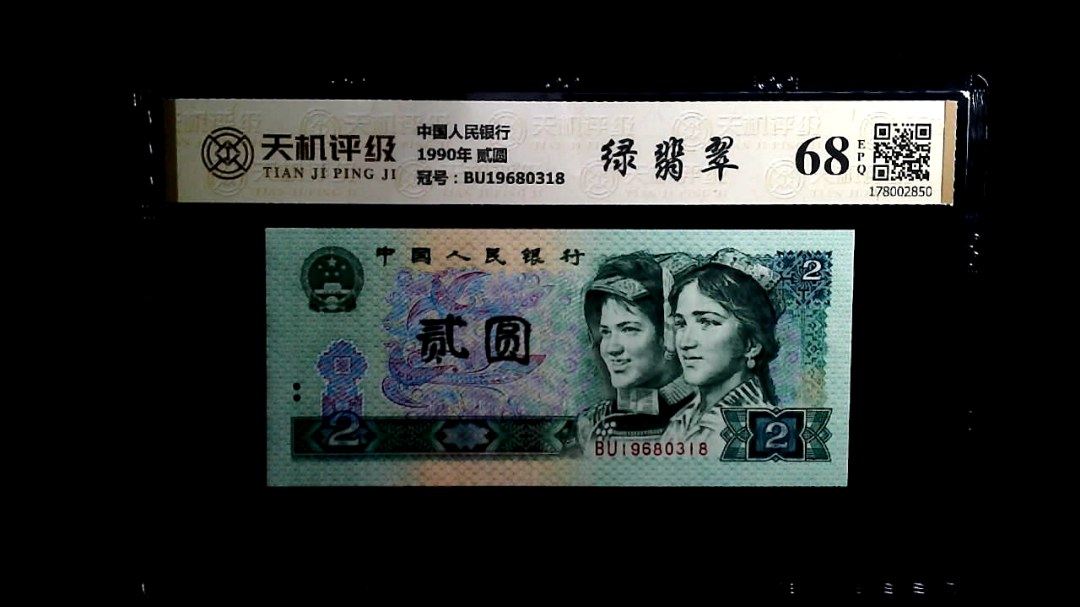 天机评级
TIAN JI PING JI
中国人民银行
1990年 贰圆
冠号：BU19680318
绿翡翠
68
EPQ
178002850
中国人民银行
2
贰圆
2
BU19680318
2